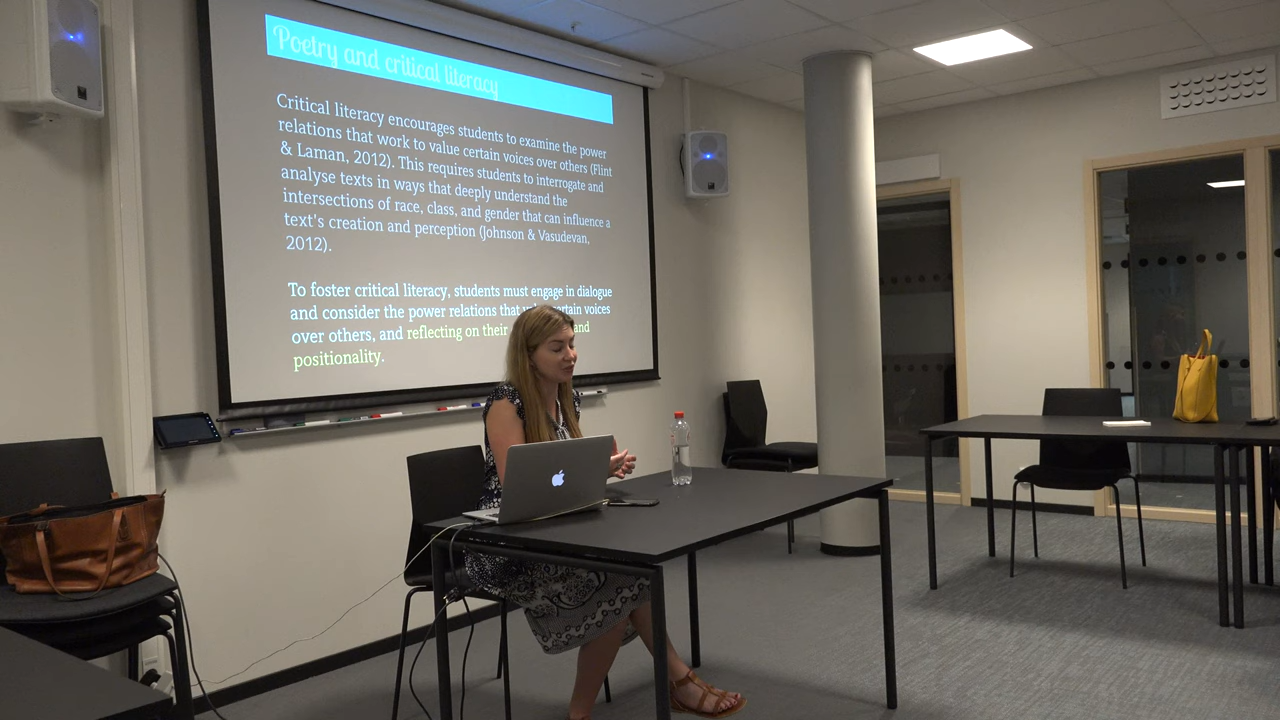 Poetry and critical literacy
Critical literacy encourages students to examine the power
relations that work to value certain voices over others (Flint
& Laman, 2012). This requires students to interrogate and
analyse texts in ways that deeply understand the
intersections of race, class, and gender that can influence a
text's creation and perception (Johnson & Vasudevan,
2012).
To foster critical literacy, students must engage in dialogue
and consider the power relations that certain voices
over others, and reflecting on their and
positionality.